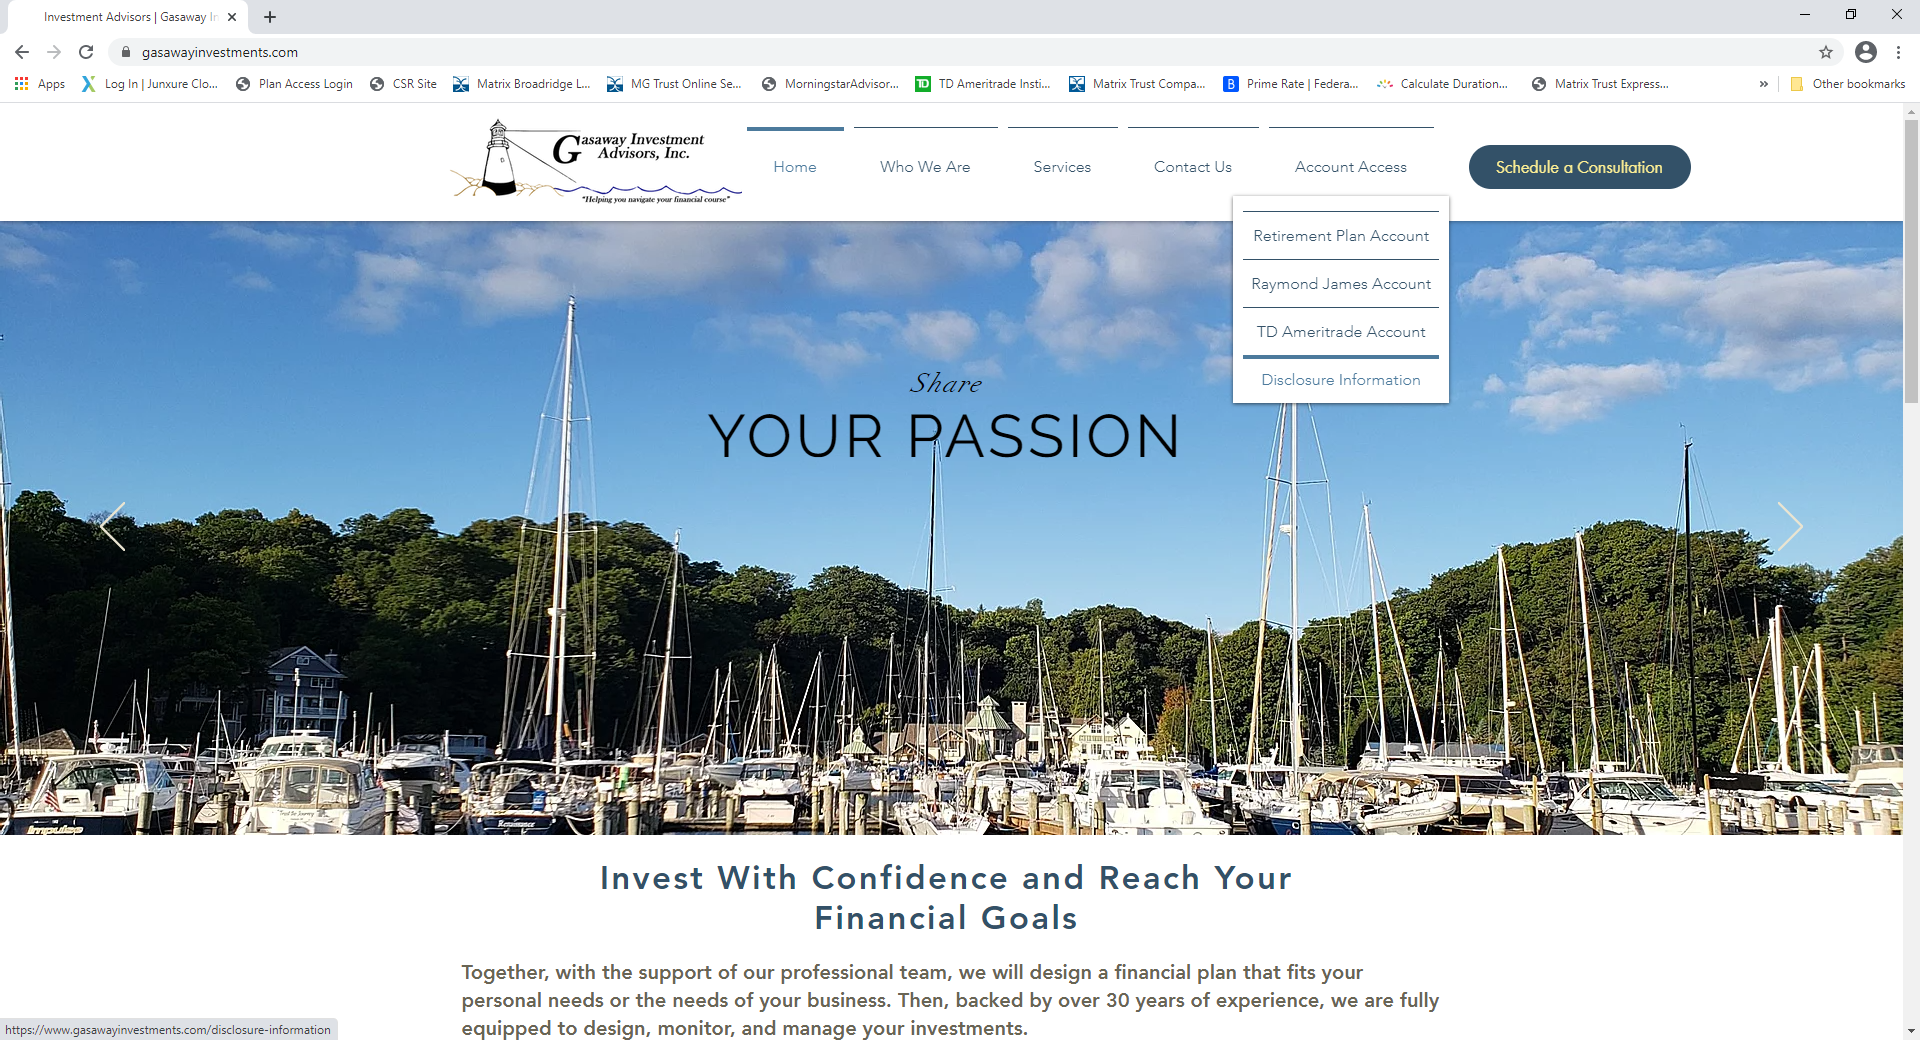 Investment Advisors | Gasaway In
gasawayinvestments.com
Apps
Log In | Junxure Clo...
Plan Access Login
CSR Site
Matrix Broadridge L...
MG Trust Online Se...
MorningstarAdvisor...
TD Ameritrade Insti...
Matrix Trust Compa...
Prime Rate | Federa...
Calculate Duration...
Matrix Trust Express...
»
Other bookmarks
Gasaway Investment
Advisors, Inc.
"Helping you navigate your financial course"
Home
Who We Are
Services
Contact Us
Account Access
Schedule a Consultation
Retirement Plan Account
Raymond James Account
TD Ameritrade Account
Disclosure Information
Share
YOUR PASSION
Impulse
Renaissance
Invest With Confidence and Reach Your
Financial Goals
Together, with the support of our professional team, we will design a financial plan that fits your
personal needs or the needs of your business. Then, backed by over 30 years of experience, we are fully
equipped to design, monitor, and manage your investments.
https://www.gasawayinvestments.com/disclosure-information